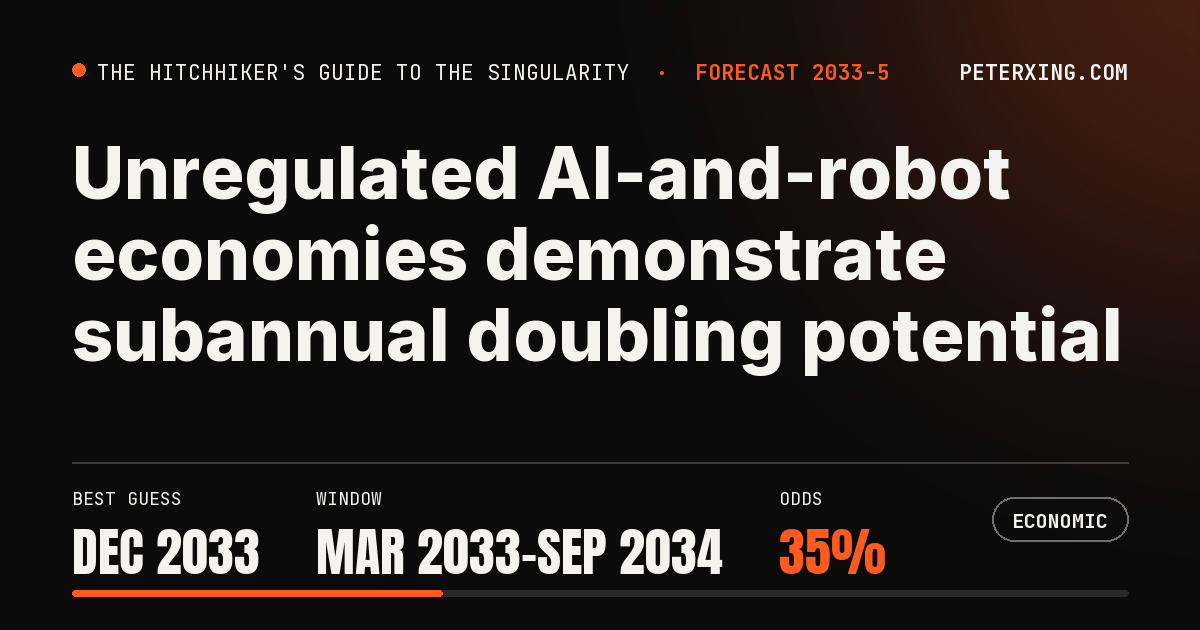 THE HITCHHIKER'S GUIDE TO THE SINGULARITY · FORECAST 2033-5 PETERXING.COM
Unregulated AI-and-robot
economies demonstrate
subannual doubling potential
BEST GUESS WINDOW ODDS
DEC 2033 MAR 2033-SEP 2034 35%
ECONOMIC